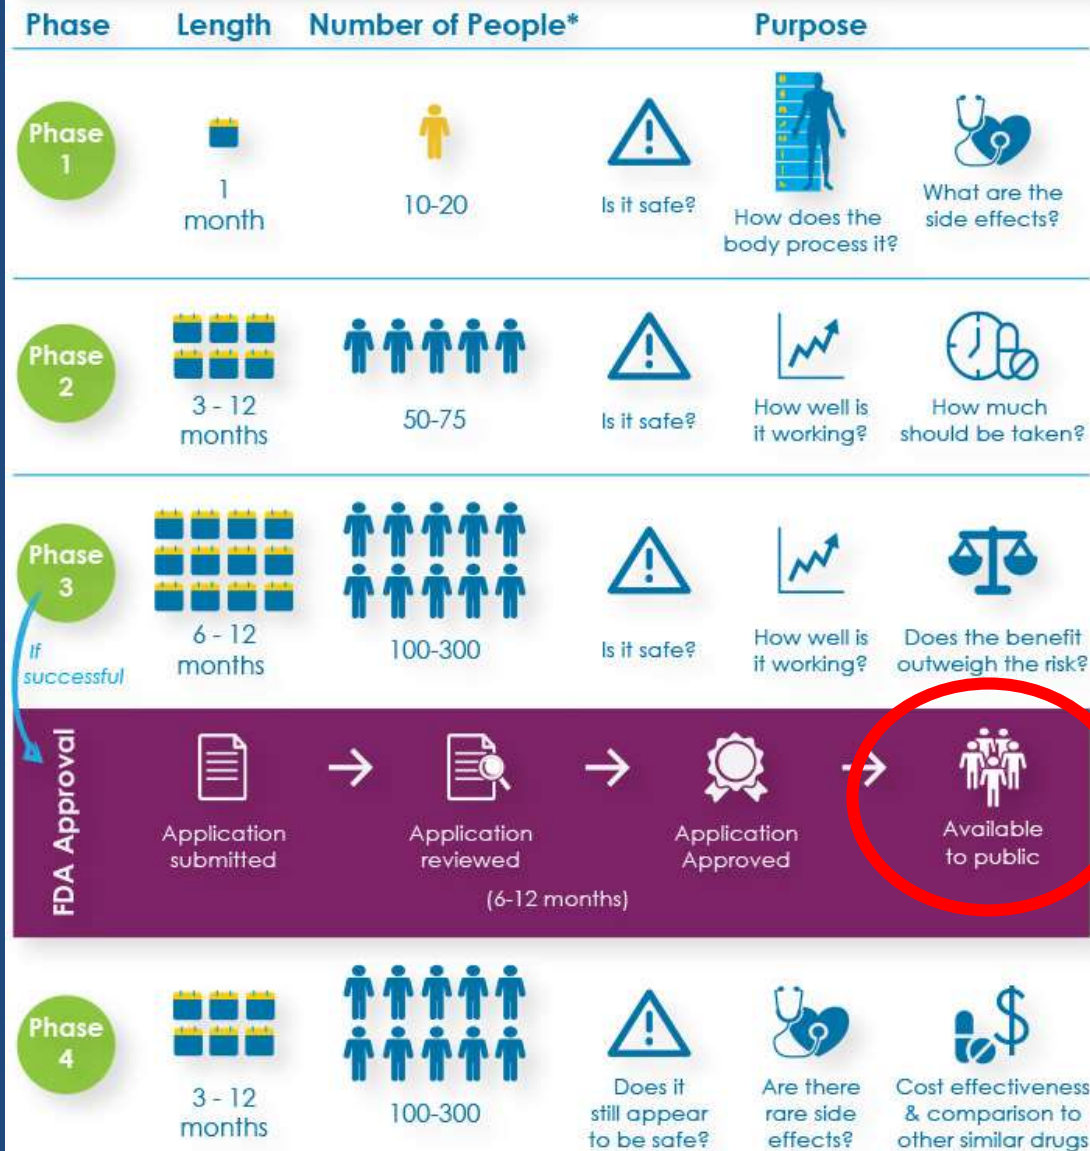 Phase Length Number of People* Purpose
Phase
1
1
month
10-20
Is it safe?
How does the
body process it?
What are the
side effects?
Phase
2
3 - 12
months
50-75
Is it safe?
How well is
it working?
How much
should be taken?
Phase
3
6 - 12
months
100-300
Is it safe?
How well is
it working?
Does the benefit
outweigh the risk?
If
successful
FDA Approval
Application
submitted
Application
reviewed
Application
Approved
Available
to public
(6-12 months)
Phase
4
3 - 12
months
100-300
Does it
still appear
to be safe?
Are there
rare side
effects?
Cost effectiveness
& comparison to
other similar drugs